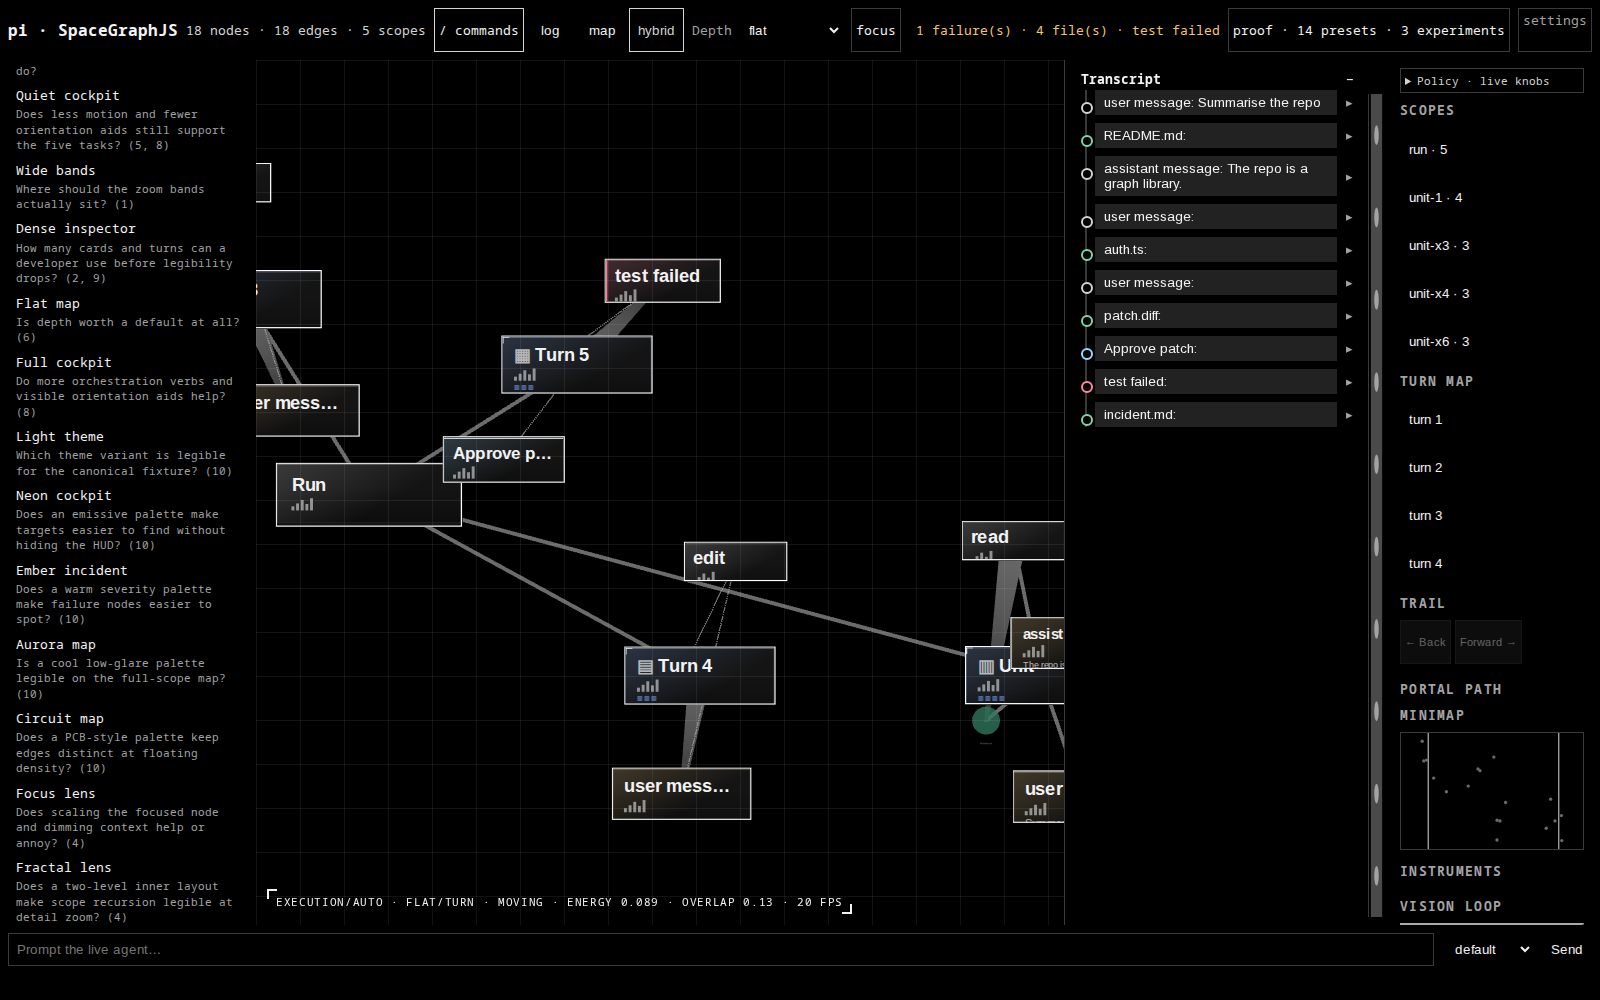 pi · SpaceGraphJS 18 nodes · 18 edges · 5 scopes / commands log map hybrid Depth flat focus 1 failure(s) · 4 file(s) · test failed proof · 14 presets · 3 experiments settings
do?
Quiet cockpit
Does less motion and fewer
orientation aids still support
the five tasks? (5, 8)
Wide bands
Where should the zoom bands
actually sit? (1)
Dense inspector
How many cards and turns can a
developer use before legibility
drops? (2, 9)
Flat map
Is depth worth a default at all?
(6)
Full cockpit
Do more orchestration verbs and
visible orientation aids help?
(8)
Light theme
Which theme variant is legible
for the canonical fixture? (10)
Neon cockpit
Does an emissive palette make
targets easier to find without
hiding the HUD? (10)
Ember incident
Does a warm severity palette
make failure nodes easier to
spot? (10)
Aurora map
Is a cool low-glare palette
legible on the full-scope map?
(10)
Circuit map
Does a PCB-style palette keep
edges distinct at floating
density? (10)
Focus lens
Does scaling the focused node
and dimming context help or
annoy? (4)
Fractal lens
Does a two-level inner layout
make scope recursion legible at
detail zoom? (4)
test failed
Turn 5
er mess…
Approve p…
Run
read
edit
assist
The repo is
Turn 4
user mess…
user
EXECUTION/AUTO · FLAT/TURN · MOVING · ENERGY 0.089 · OVERLAP 0.13 · 20 FPS
Transcript –
user message: Summarise the repo
README.md:
assistant message: The repo is a
graph library.
user message:
auth.ts:
user message:
patch.diff:
Approve patch:
test failed:
incident.md:
Policy · live knobs
SCOPES
run · 5
unit-1 · 4
unit-x3 · 3
unit-x4 · 3
unit-x6 · 3
TURN MAP
turn 1
turn 2
turn 3
turn 4
TRAIL
← Back Forward →
PORTAL PATH
MINIMAP
INSTRUMENTS
VISION LOOP
Prompt the live agent… default Send